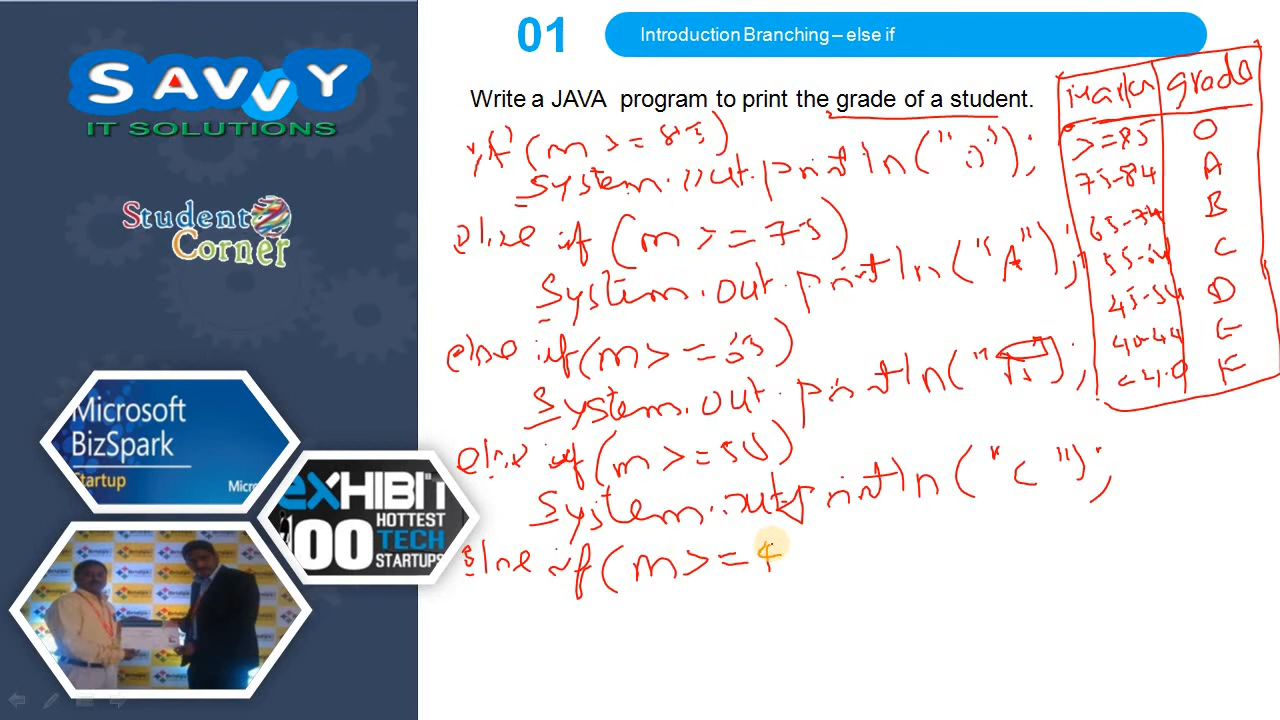 SAVVY
IT SOLUTIONS
Student
Corner
Microsoft
BizSpark
Startup
Micros
eXHIBIT
100
HOTTEST
TECH
STARTUPS
01
Introduction Branching – else if
Write a JAVA program to print the grade of a student.
if (m >= 85)
System.out.println("O");
else if (m >= 75)
System.out.println("A");
else if (m >= 65)
System.out.println(" ");
else if (m >= 55)
System.out.println("C");
else if (m >= 4
Marks grade
>=85 O
75-84 A
65-74 B
55-64 C
45-54 D
40-44 E
<40 F